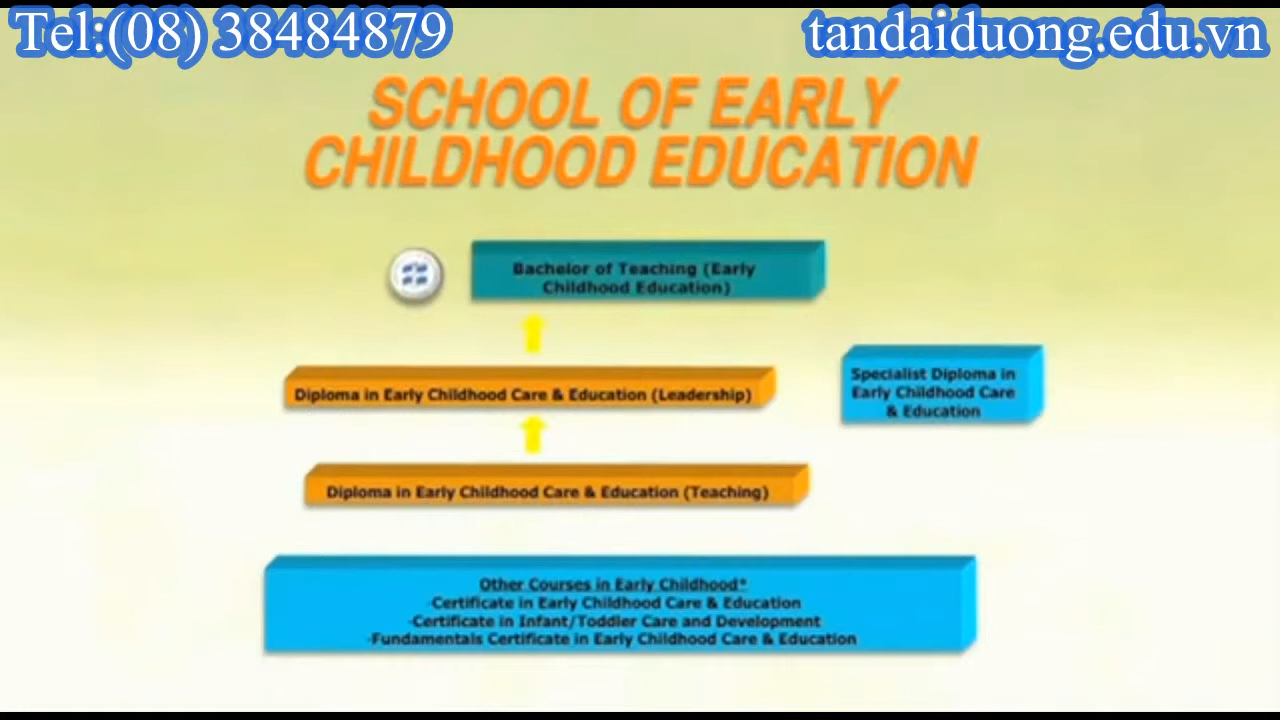 Tel:(08) 38484879
tandaiduong.edu.vn
SCHOOL OF EARLY
CHILDHOOD EDUCATION
Bachelor of Teaching (Early
Childhood Education)
Diploma in Early Childhood Care & Education (Leadership)
Specialist Diploma in
Early Childhood Care
& Education
Diploma in Early Childhood Care & Education (Teaching)
Other Courses in Early Childhood*
-Certificate in Early Childhood Care & Education
-Certificate in Infant/Toddler Care and Development
-Fundamentals Certificate in Early Childhood Care & Education